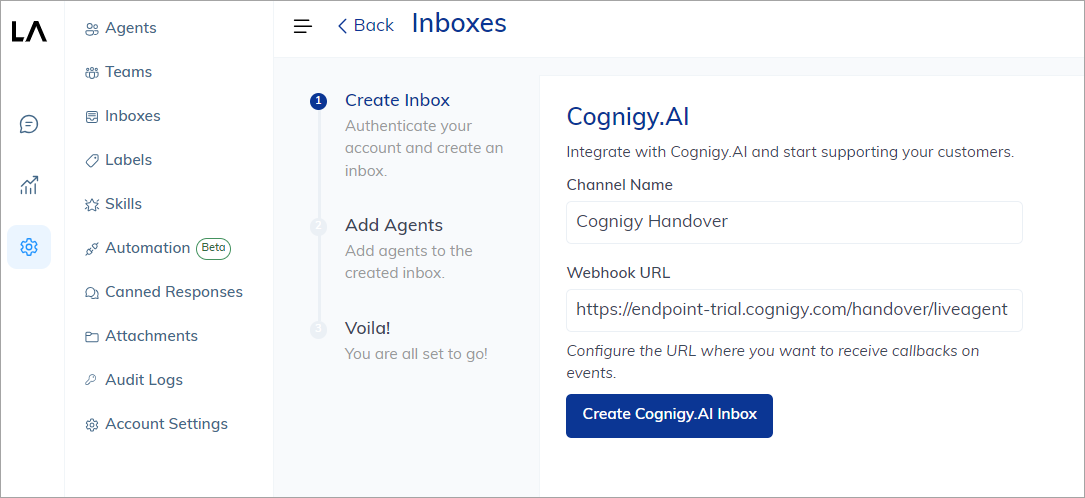 LA
Agents
Teams
Inboxes
Labels
Skills
Automation Beta
Canned Responses
Attachments
Audit Logs
Account Settings
Back Inboxes
1 Create Inbox
Authenticate your
account and create an
inbox.
2 Add Agents
Add agents to the
created inbox.
3 Voila!
You are all set to go!
Cognigy.AI
Integrate with Cognigy.AI and start supporting your customers.
Channel Name
Cognigy Handover
Webhook URL
https://endpoint-trial.cognigy.com/handover/liveagent
Configure the URL where you want to receive callbacks on
events.
Create Cognigy.AI Inbox